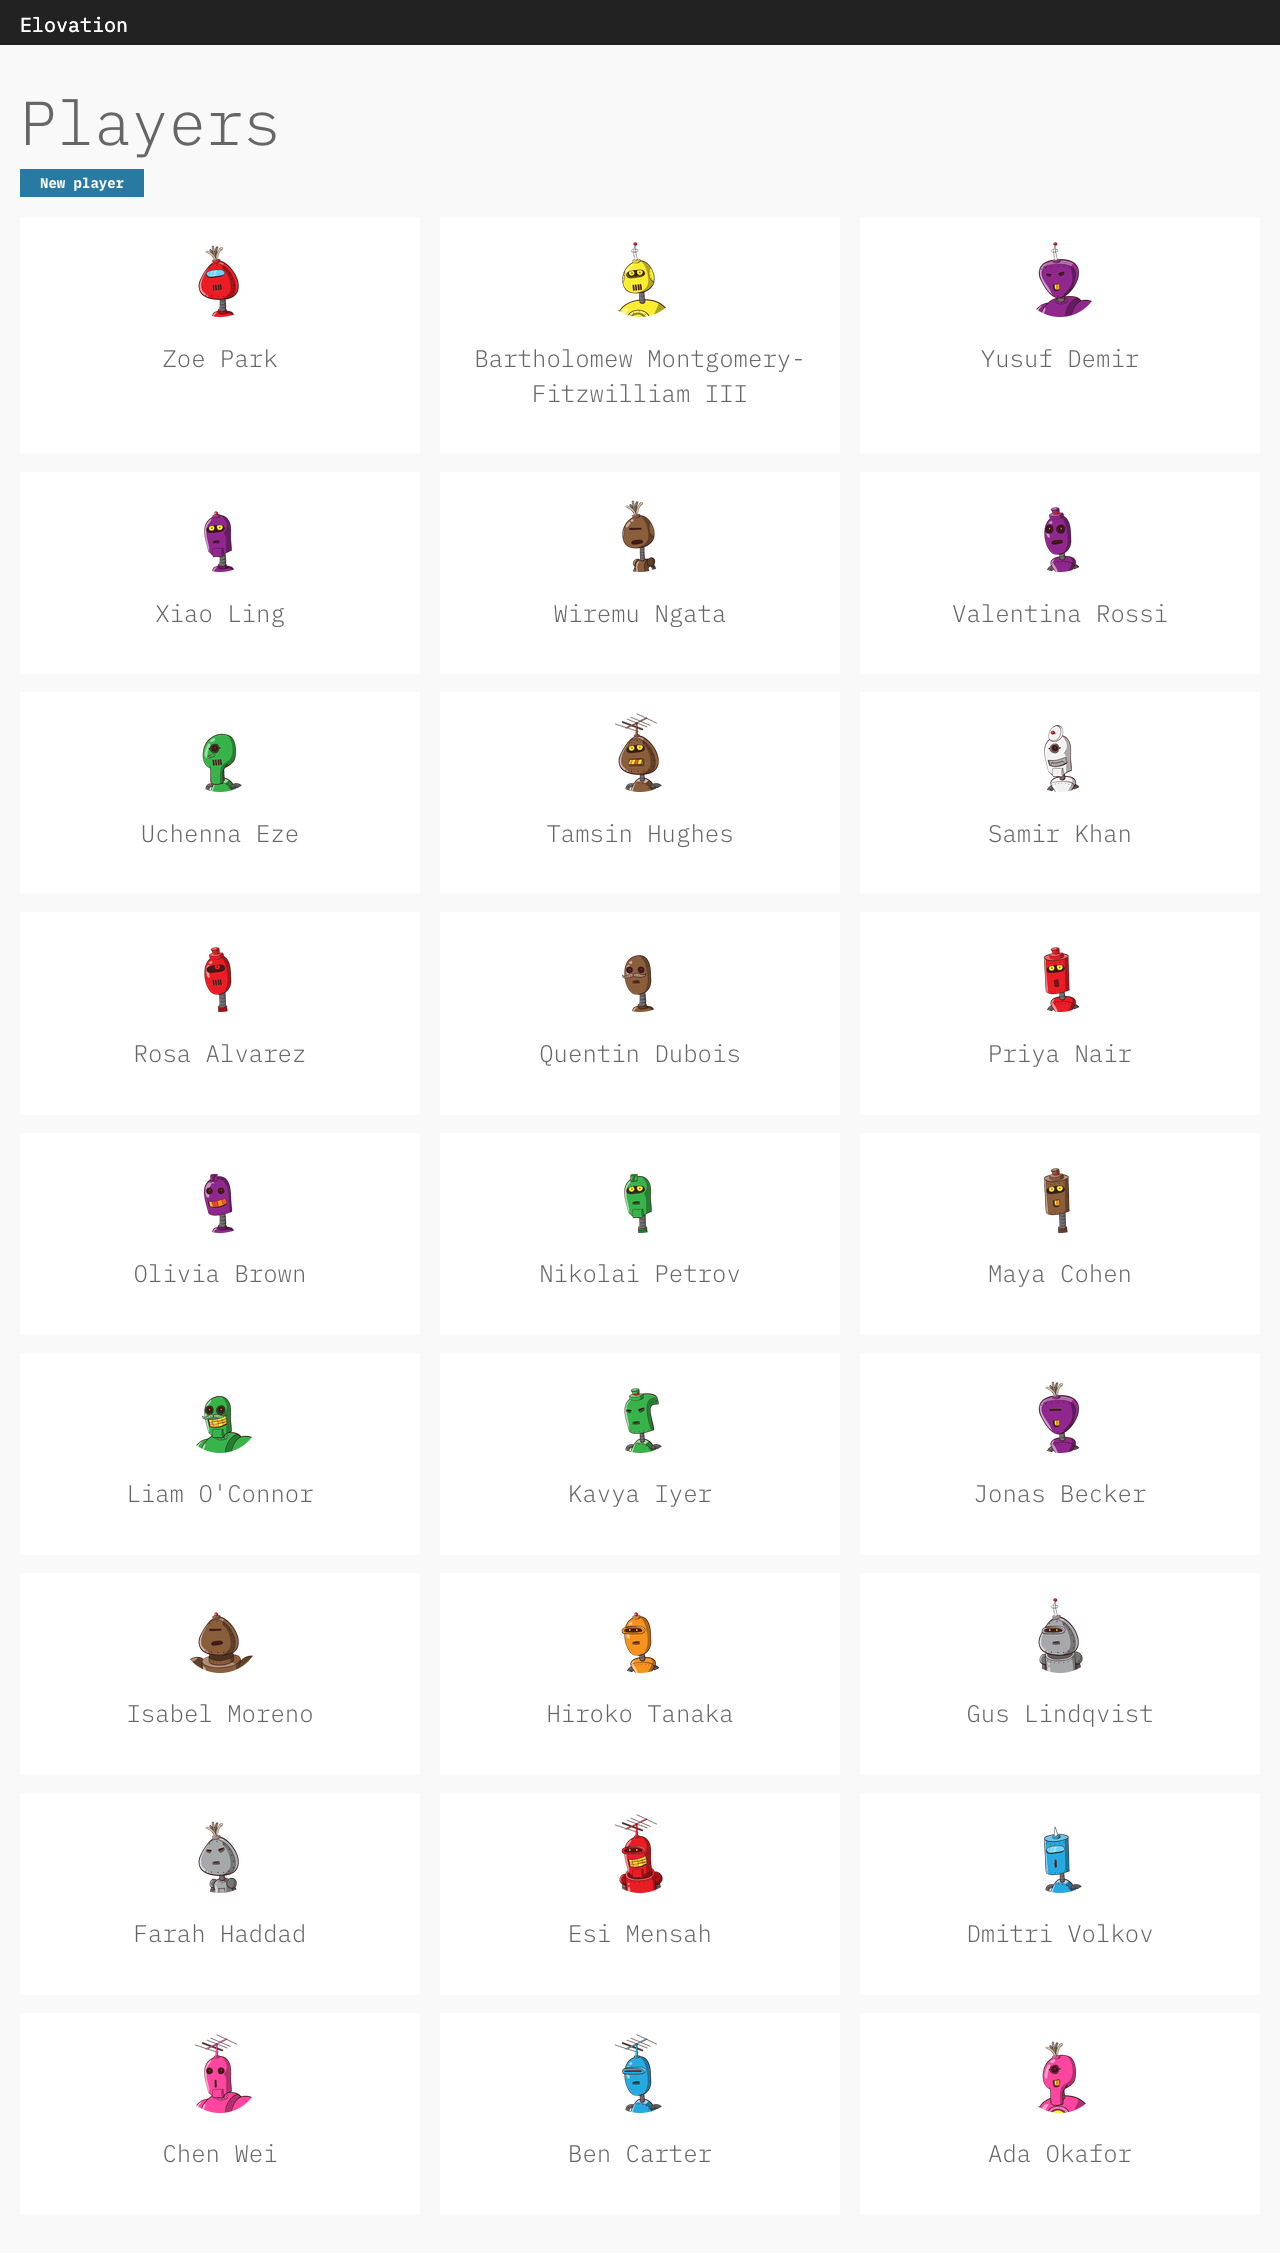 Elovation
Players
New player
Zoe Park
Bartholomew Montgomery-
Fitzwilliam III
Yusuf Demir
Xiao Ling
Wiremu Ngata
Valentina Rossi
Uchenna Eze
Tamsin Hughes
Samir Khan
Rosa Alvarez
Quentin Dubois
Priya Nair
Olivia Brown
Nikolai Petrov
Maya Cohen
Liam O'Connor
Kavya Iyer
Jonas Becker
Isabel Moreno
Hiroko Tanaka
Gus Lindqvist
Farah Haddad
Esi Mensah
Dmitri Volkov
Chen Wei
Ben Carter
Ada Okafor